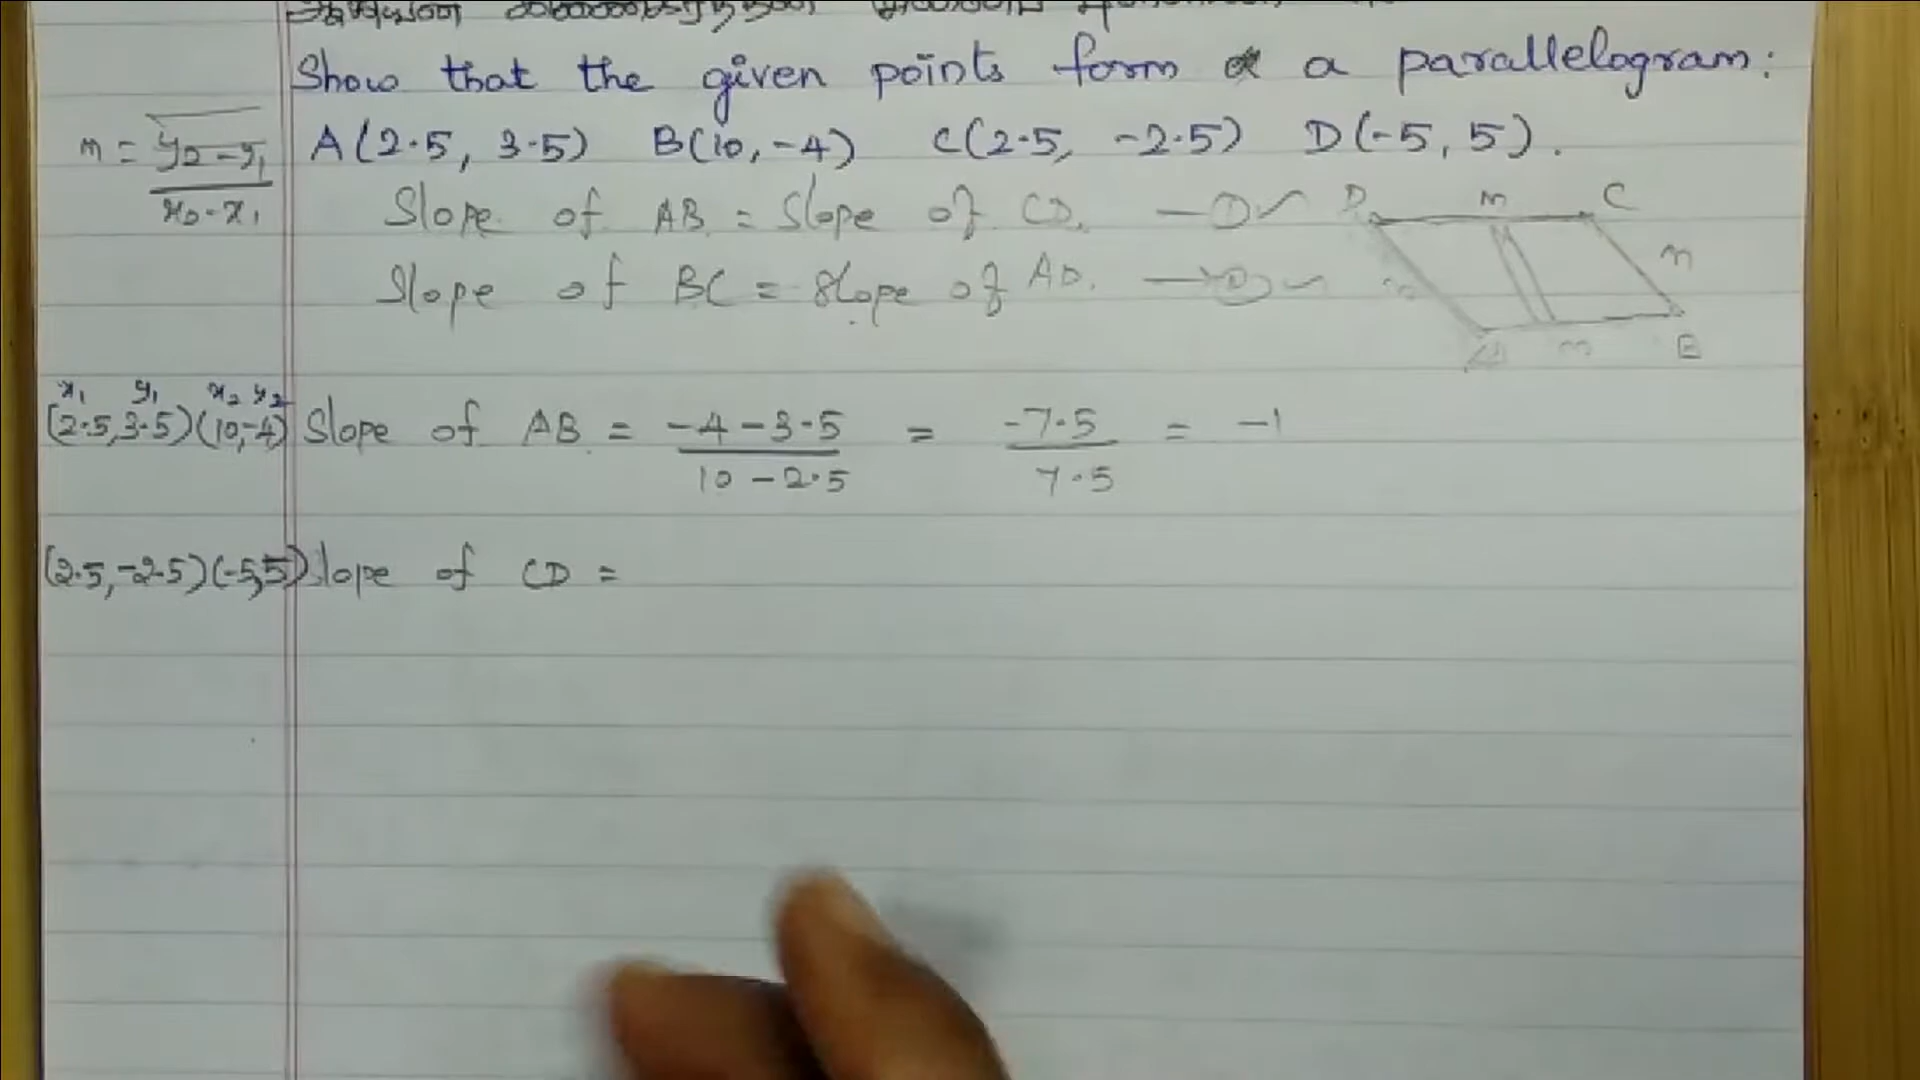 Show that the given points form a parallelogram:
m = y₂-y₁ / x₂-x₁
A(2.5, 3.5) B(10,-4) C(2.5, -2.5) D(-5, 5).
Slope of AB = Slope of CD. —①
Slope of BC = Slope of AD. —②
D m C
m
A m B
x₁ y₁ x₂ y₂
(2.5,3.5)(10,-4) Slope of AB = -4-3.5 / 10-2.5 = -7.5 / 7.5 = -1
(2.5,-2.5)(-5,5) Slope of CD =